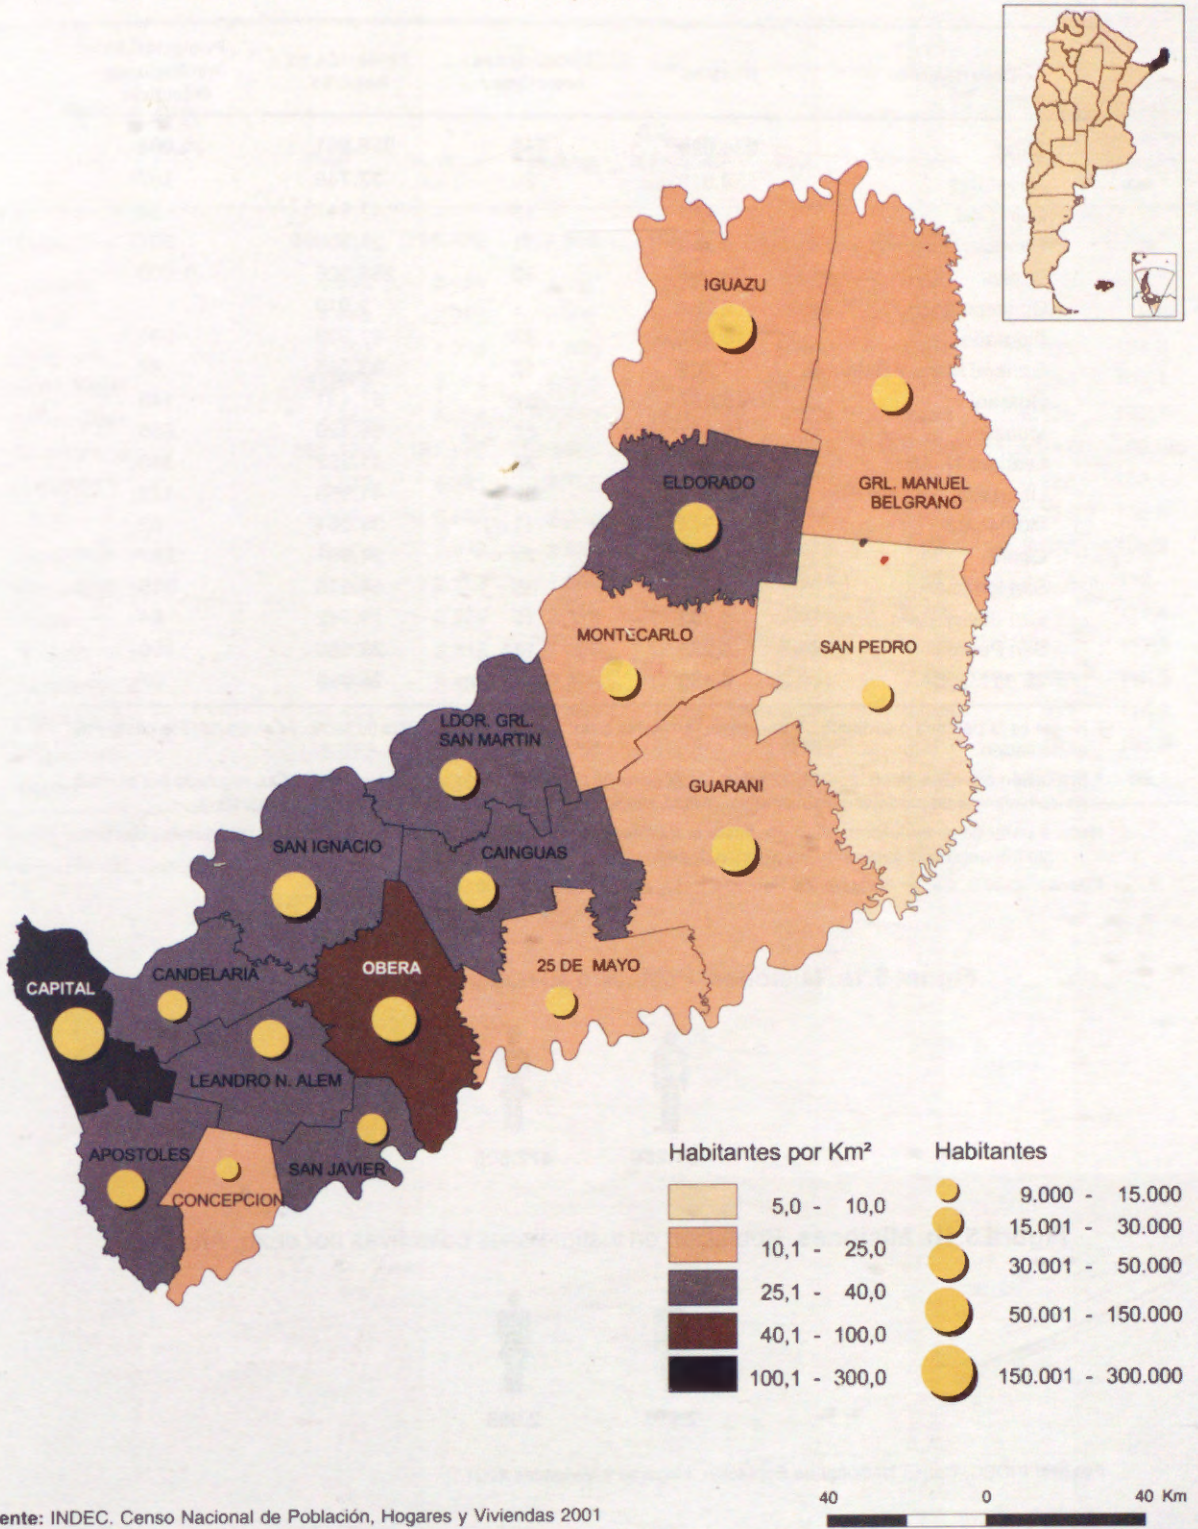 IGUAZU
ELDORADO
GRL. MANUEL
BELGRANO
MONTECARLO
SAN PEDRO
LDOR. GRL.
SAN MARTIN
GUARANI
SAN IGNACIO
CAINGUAS
OBERA
25 DE MAYO
CANDELARIA
CAPITAL
LEANDRO N. ALEM
APOSTOLES
SAN JAVIER
CONCEPCION
Habitantes por Km²
5,0 - 10,0
10,1 - 25,0
25,1 - 40,0
40,1 - 100,0
100,1 - 300,0
Habitantes
9.000 - 15.000
15.001 - 30.000
30.001 - 50.000
50.001 - 150.000
150.001 - 300.000
40 0 40 Km
ente: INDEC. Censo Nacional de Población, Hogares y Viviendas 2001